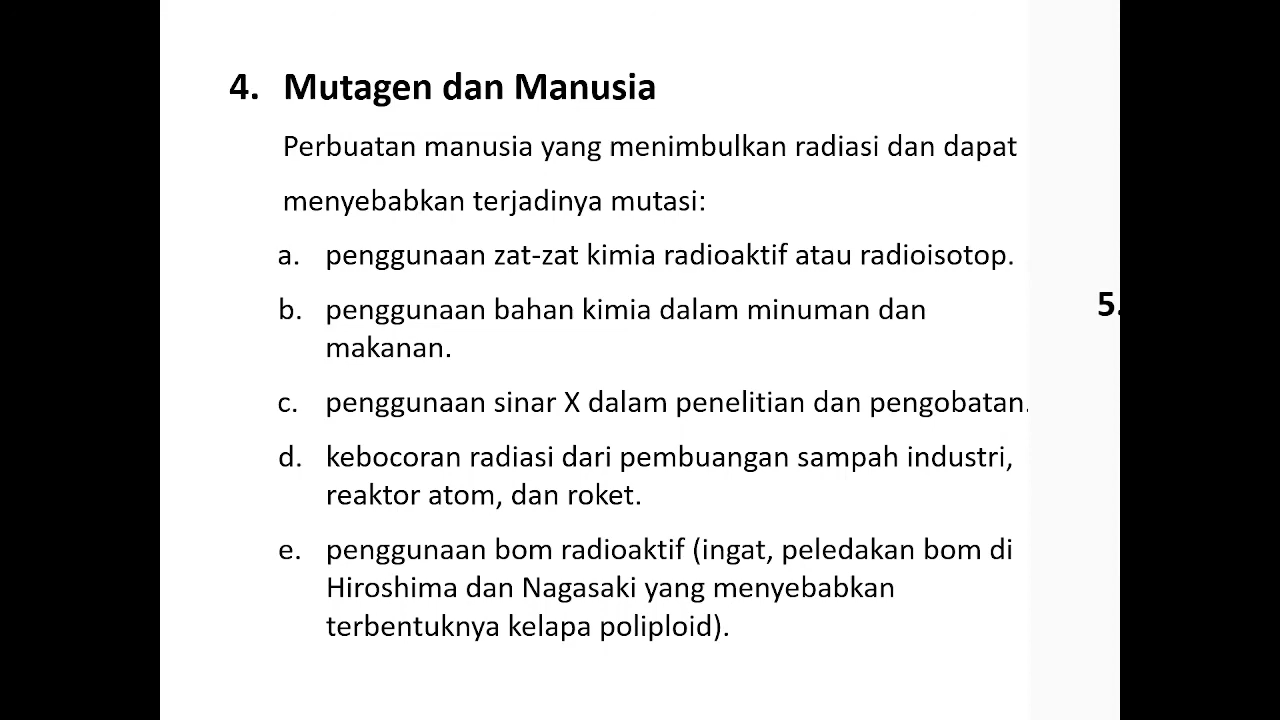 4. Mutagen dan Manusia
Perbuatan manusia yang menimbulkan radiasi dan dapat
menyebabkan terjadinya mutasi:
a. penggunaan zat-zat kimia radioaktif atau radioisotop.
b. penggunaan bahan kimia dalam minuman dan
makanan.
c. penggunaan sinar X dalam penelitian dan pengobatan.
d. kebocoran radiasi dari pembuangan sampah industri,
reaktor atom, dan roket.
e. penggunaan bom radioaktif (ingat, peledakan bom di
Hiroshima dan Nagasaki yang menyebabkan
terbentuknya kelapa poliploid).
5.